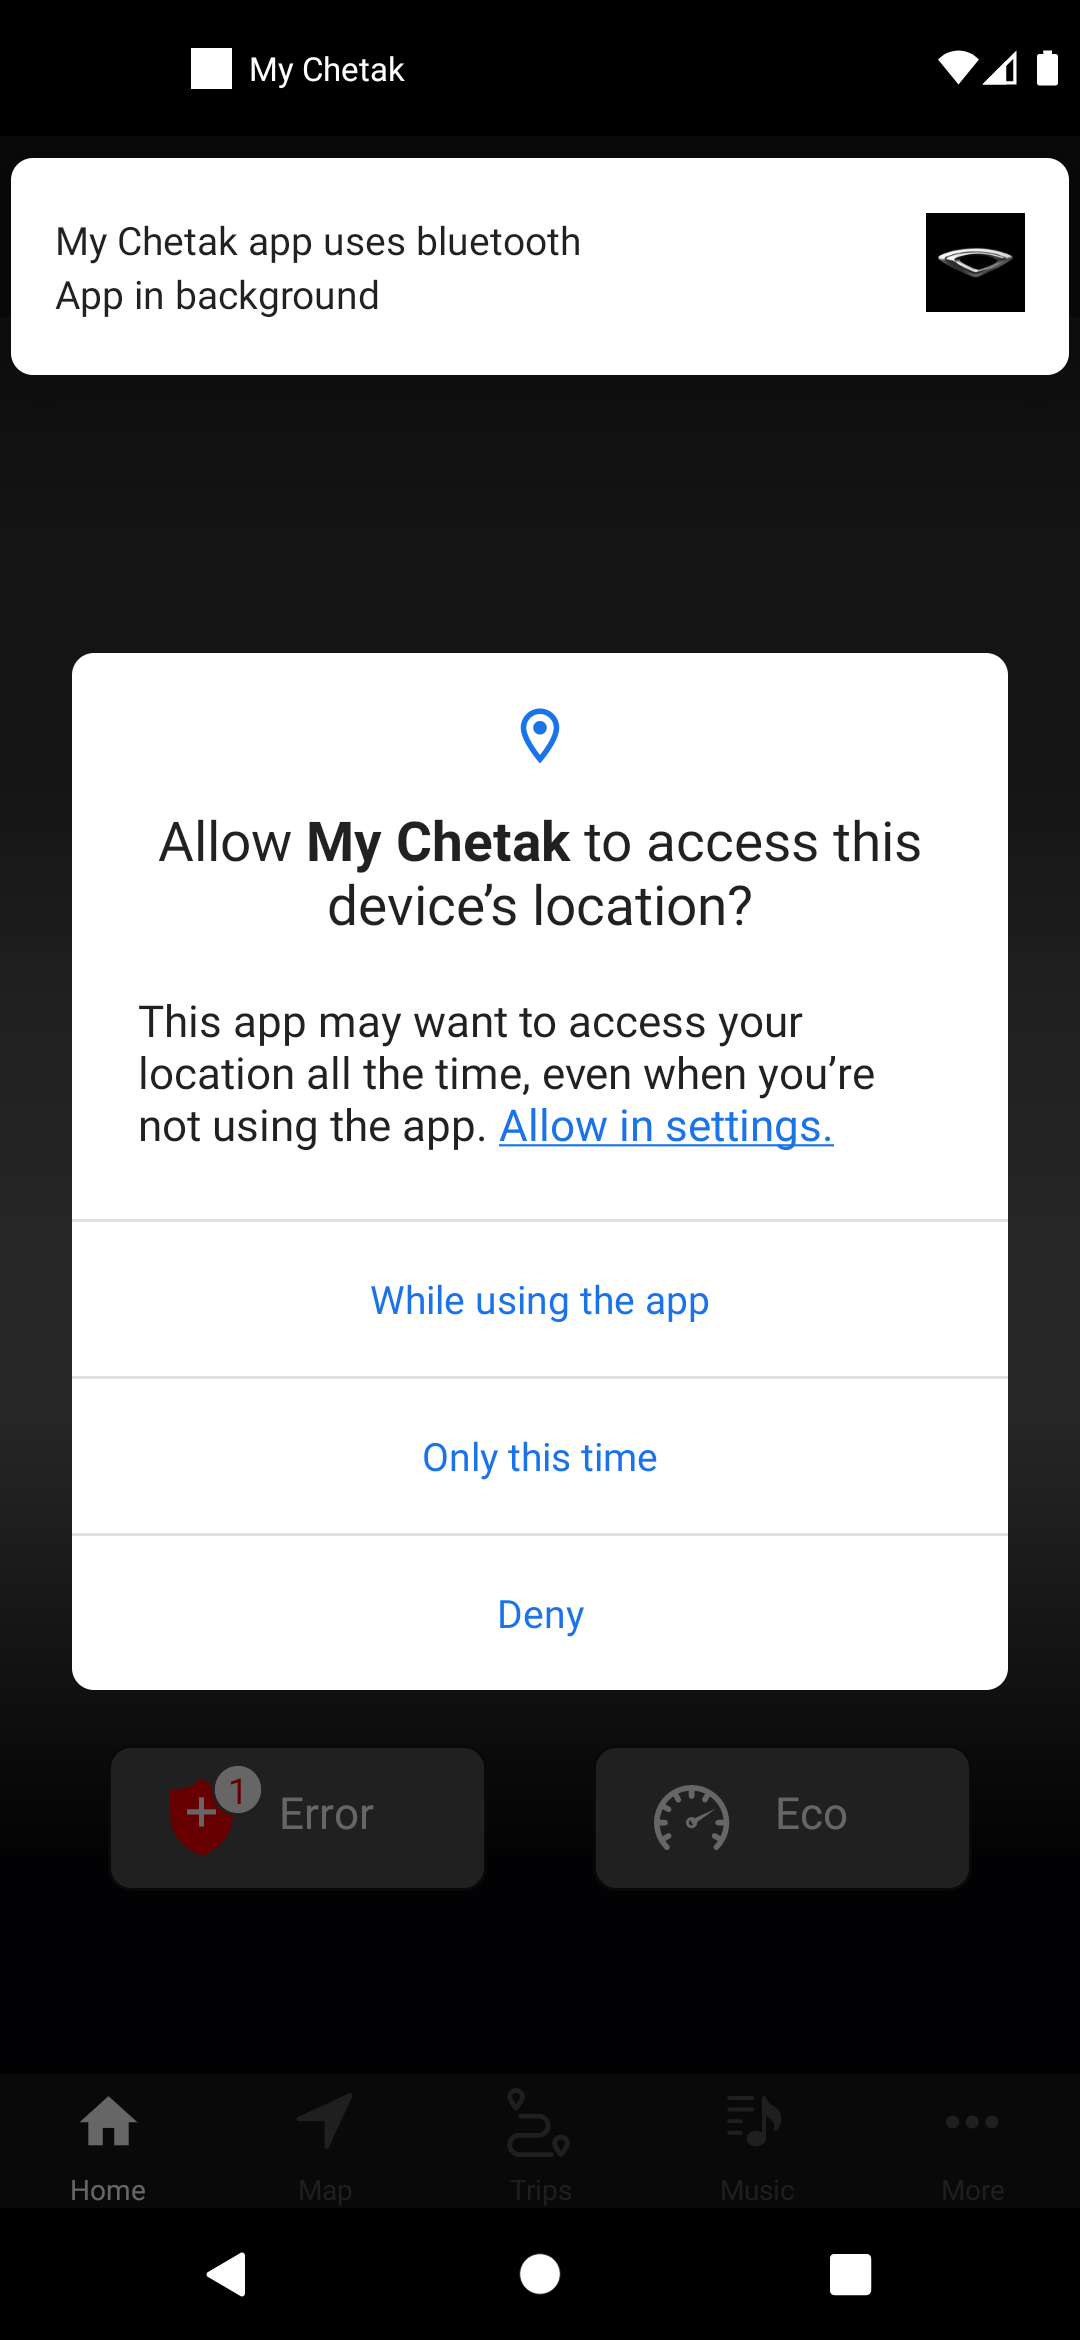 My Chetak
My Chetak app uses bluetooth
App in background
Allow My Chetak to access this
device’s location?
This app may want to access your
location all the time, even when you’re
not using the app. Allow in settings.
While using the app
Only this time
Deny
1
Error
Eco
Home
Map
Trips
Music
More